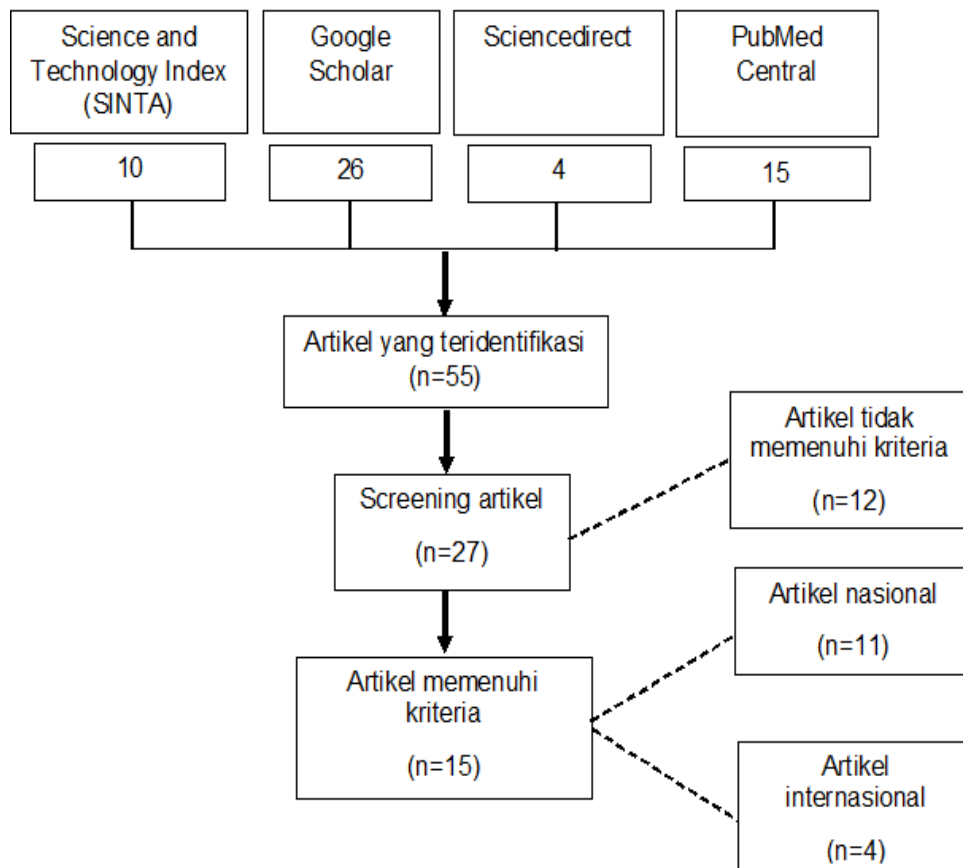 Science and
Technology Index
(SINTA)
Google
Scholar
Sciencedirect
PubMed
Central
10
26
4
15
Artikel yang teridentifikasi
(n=55)
Screening artikel
(n=27)
Artikel tidak
memenuhi kriteria
(n=12)
Artikel memenuhi
kriteria
(n=15)
Artikel nasional
(n=11)
Artikel
internasional
(n=4)